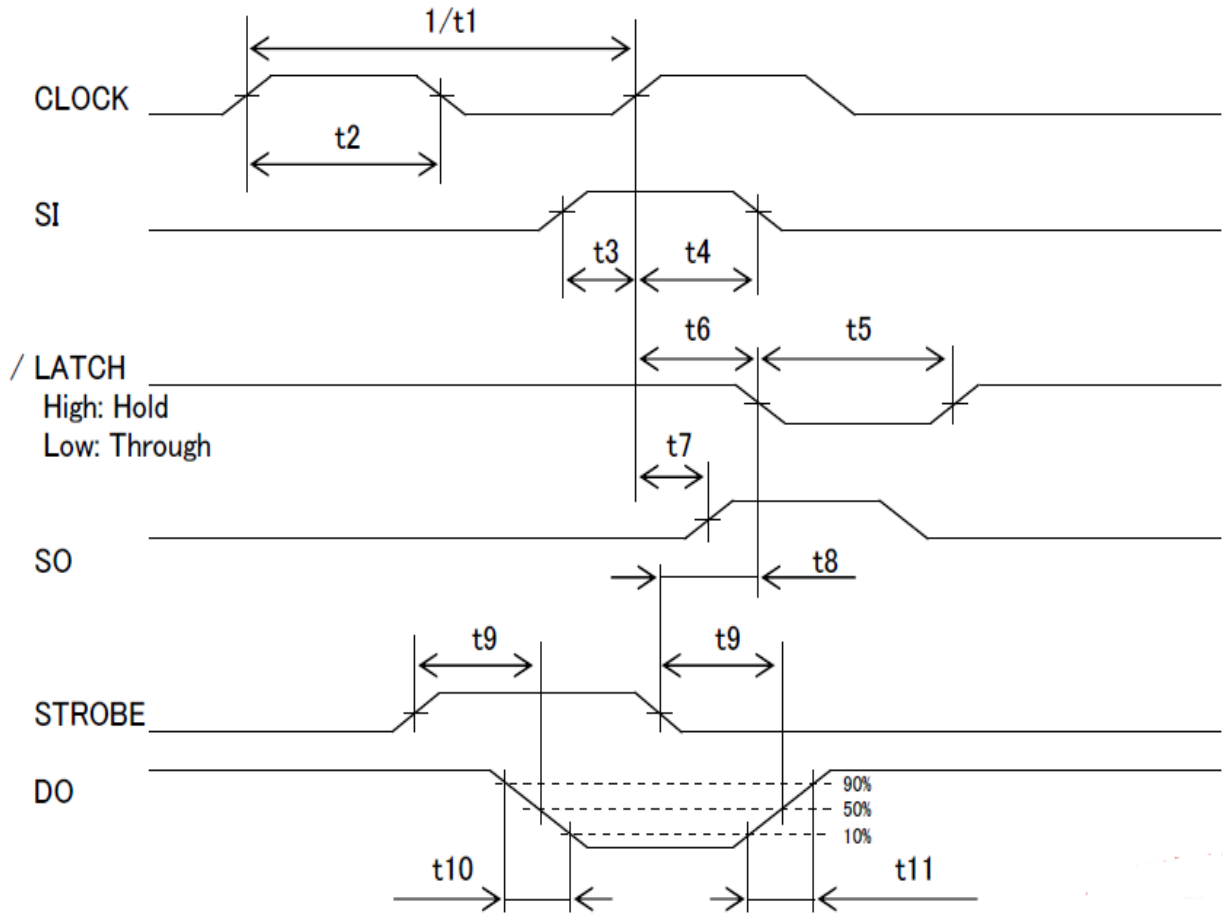 1/t1
CLOCK
t2
SI
t3
t4
t6
t5
/ LATCH
High: Hold
Low: Through
t7
SO
t8
t9
t9
STROBE
DO
90%
50%
10%
t10
t11